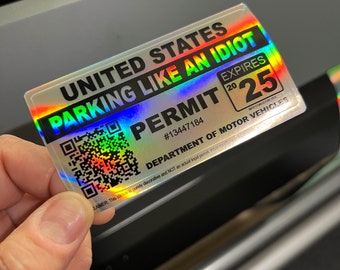 UNITED STATES
PARKING LIKE AN IDIOT
PERMIT
EXPIRES
20 25
#13447184
DEPARTMENT OF MOTOR VEHICLES